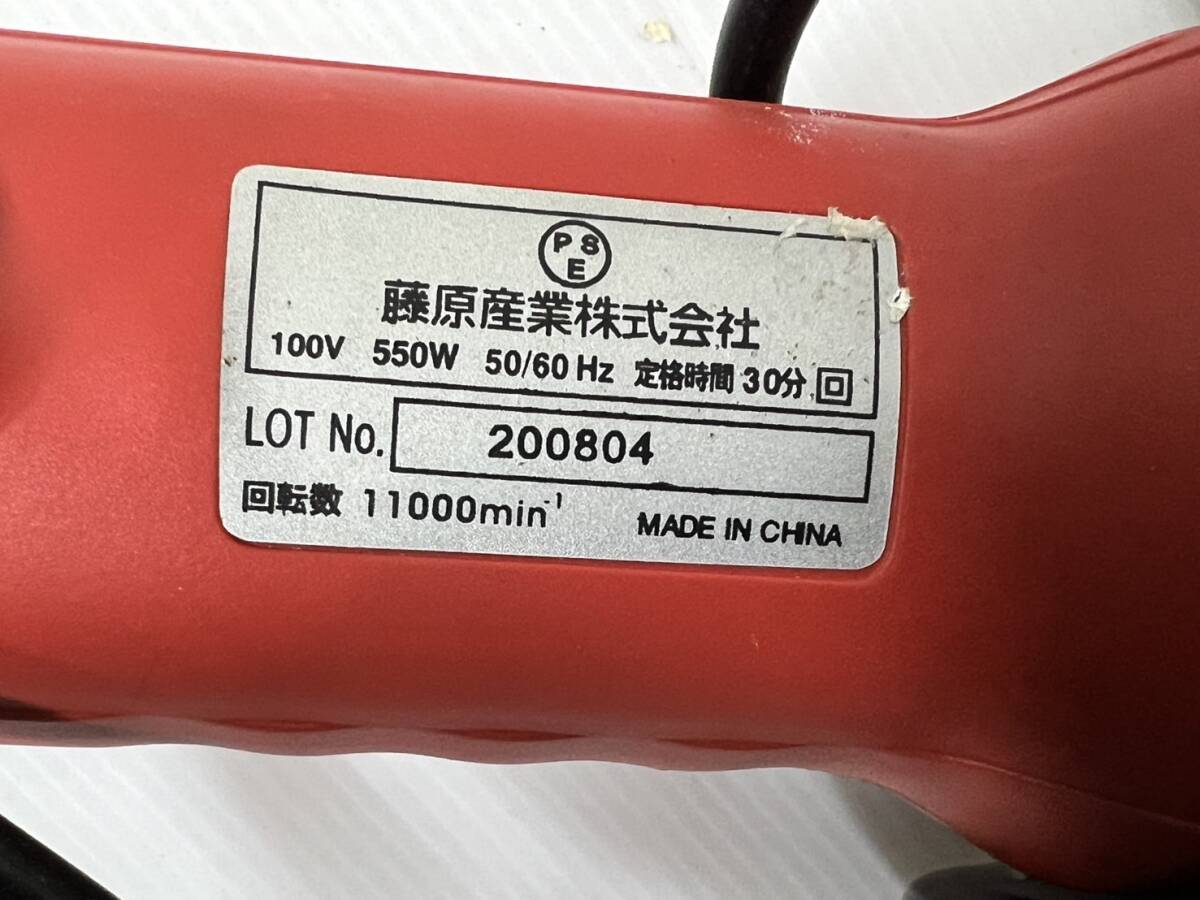 PSE
藤原産業株式会社
100V 550W 50/60 Hz 定格時間 30分 回
LOT No. 200804
回転数 11000min⁻¹
MADE IN CHINA